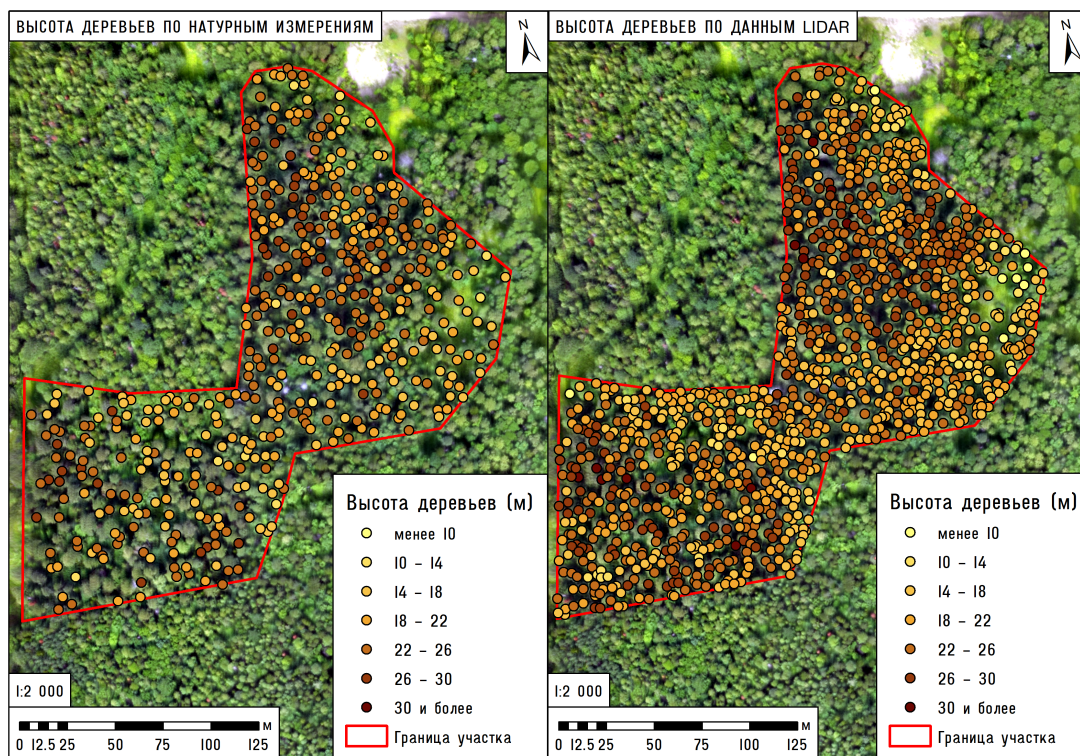 ВЫСОТА ДЕРЕВЬЕВ ПО НАТУРНЫМ ИЗМЕРЕНИЯМ
N
Высота деревьев (м)
менее 10
10 – 14
14 – 18
18 – 22
22 – 26
26 – 30
30 и более
Граница участка
1:2 000
м
0 12.5 25 50 75 100 125
ВЫСОТА ДЕРЕВЬЕВ ПО ДАННЫМ LIDAR
N
Высота деревьев (м)
менее 10
10 – 14
14 – 18
18 – 22
22 – 26
26 – 30
30 и более
Граница участка
1:2 000
м
0 12.5 25 50 75 100 125